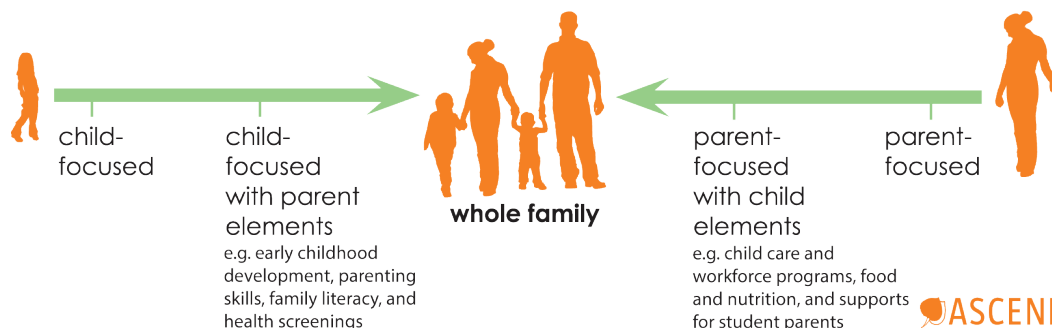 child-
focused
child-
focused
with parent
elements
e.g. early childhood
development, parenting
skills, family literacy, and
health screenings
whole family
parent-
focused
with child
elements
e.g. child care and
workforce programs, food
and nutrition, and supports
for student parents
parent-
focused
ASCEN